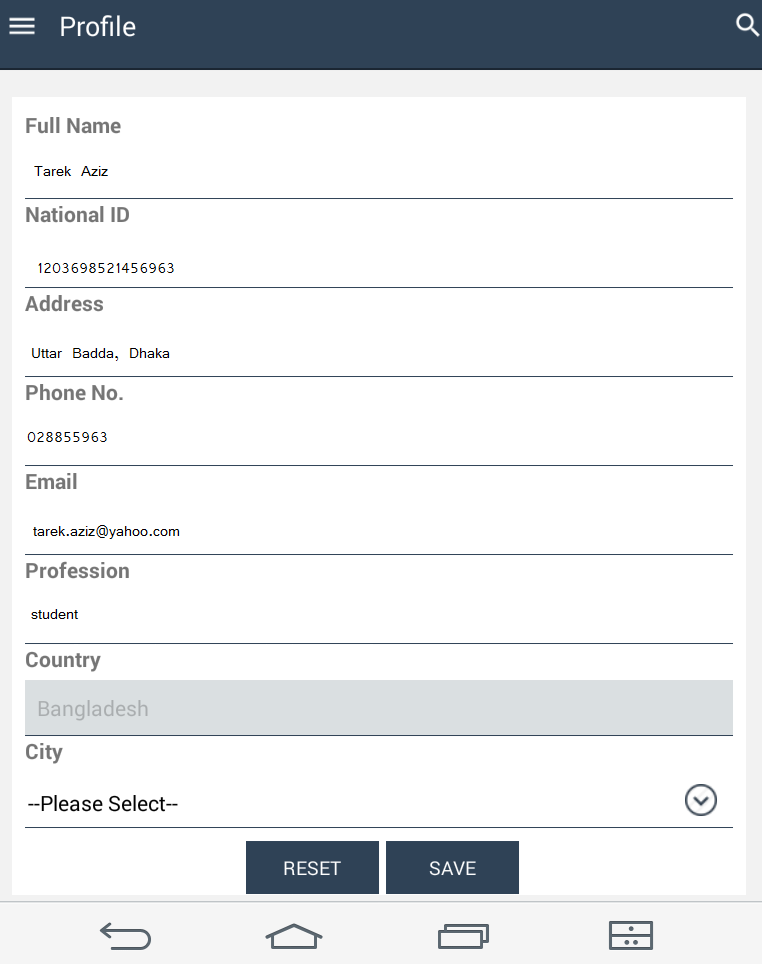 Profile
Full Name
Tarek Aziz
National ID
1203698521456963
Address
Uttar Badda, Dhaka
Phone No.
028855963
Email
tarek.aziz@yahoo.com
Profession
student
Country
Bangladesh
City
--Please Select--
RESET SAVE